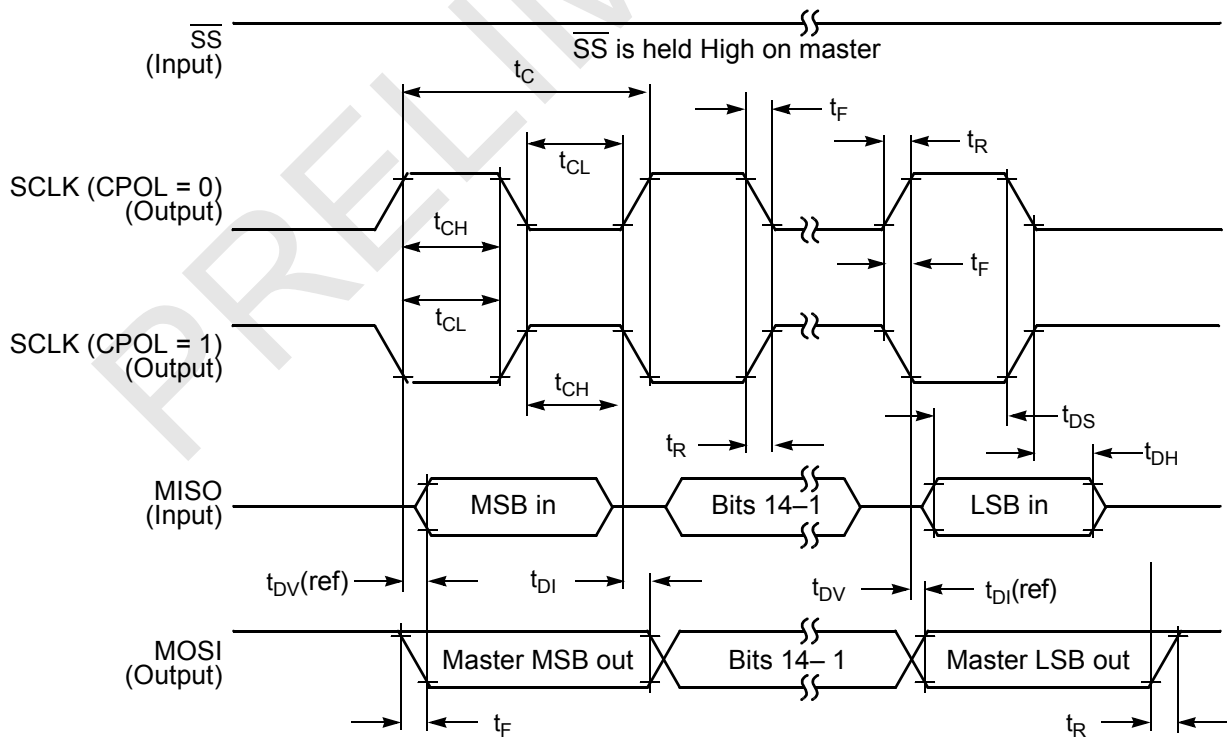 PRELIM
SS
(Input)
SS is held High on master
tC
tF
tR
tCL
SCLK (CPOL = 0)
(Output)
tCH
tF
tCL
SCLK (CPOL = 1)
(Output)
tCH
tDS
tR
tDH
MISO
(Input)
MSB in
Bits 14–1
LSB in
tDV(ref)
tDI
tDV
tDI(ref)
MOSI
(Output)
Master MSB out
Bits 14– 1
Master LSB out
tF
tR